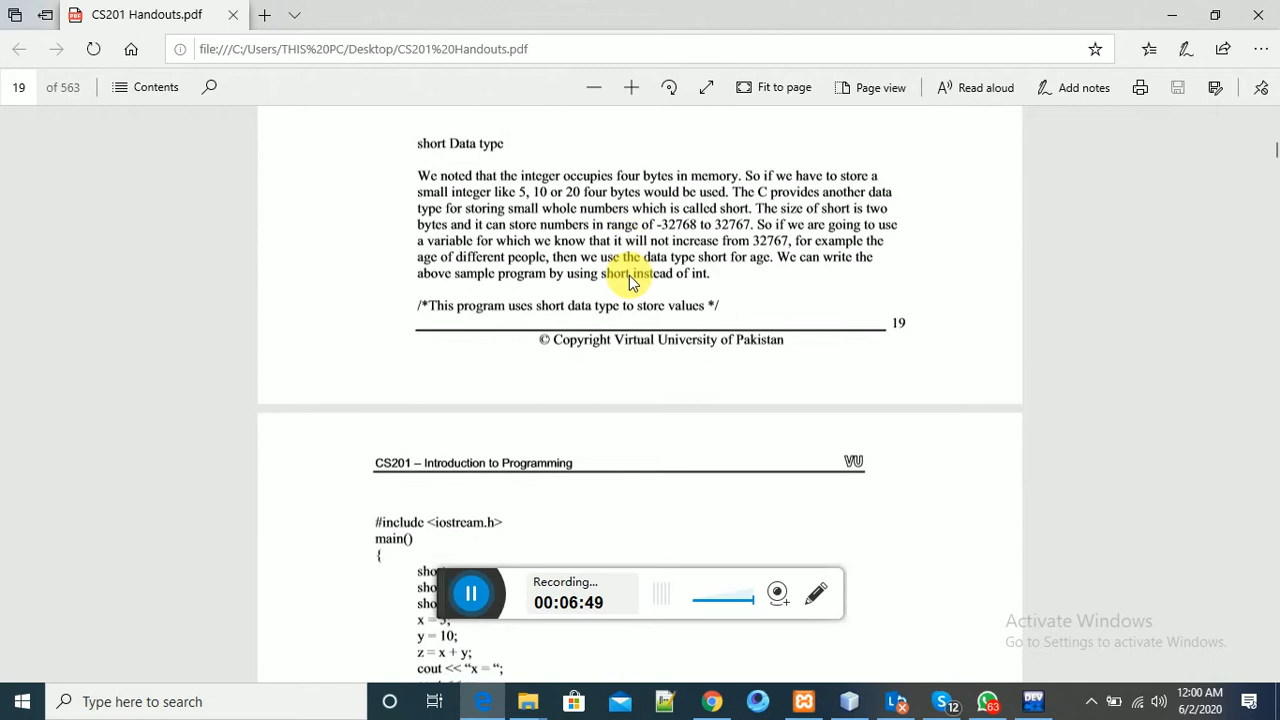 CS201 Handouts.pdf
file:///C:/Users/THIS%20PC/Desktop/CS201%20Handouts.pdf
19 of 563 Contents Fit to page Page view Read aloud Add notes
short Data type
We noted that the integer occupies four bytes in memory. So if we have to store a
small integer like 5, 10 or 20 four bytes would be used. The C provides another data
type for storing small whole numbers which is called short. The size of short is two
bytes and it can store numbers in range of -32768 to 32767. So if we are going to use
a variable for which we know that it will not increase from 32767, for example the
age of different people, then we use the data type short for age. We can write the
above sample program by using short instead of int.
/*This program uses short data type to store values */
19
© Copyright Virtual University of Pakistan
CS201 – Introduction to Programming VU
#include <iostream.h>
main()
{
sho
sho
sho
x = 5;
y = 10;
z = x + y;
cout << “x = “;
Recording...
00:06:49
Activate Windows
Go to Settings to activate Windows.
Type here to search
12
63
DEV
12:00 AM
6/2/2020